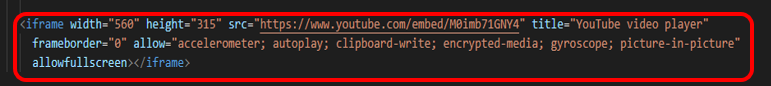 <iframe width="560" height="315" src="https://www.youtube.com/embed/M0imb71GNY4" title="YouTube video player"
frameborder="0" allow="accelerometer; autoplay; clipboard-write; encrypted-media; gyroscope; picture-in-picture"
allowfullscreen></iframe>